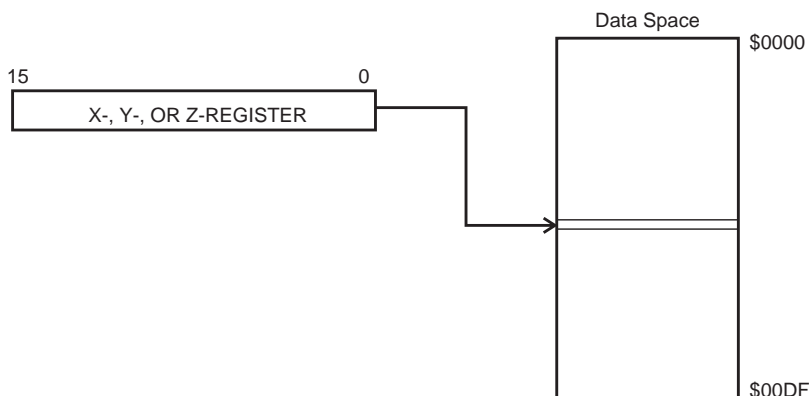 Data Space
$0000
15 0
X-, Y-, OR Z-REGISTER
$00DF